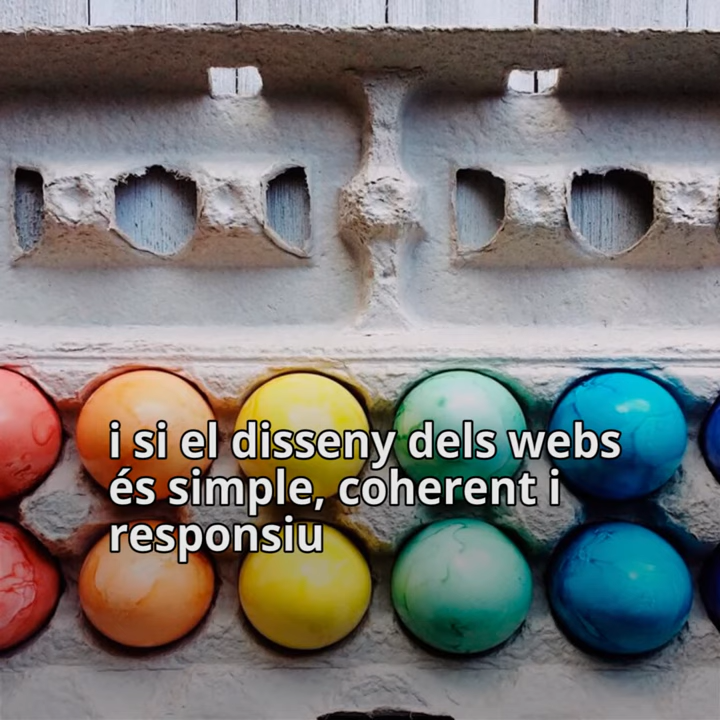 i si el disseny dels webs
és simple, coherent i
responsiu